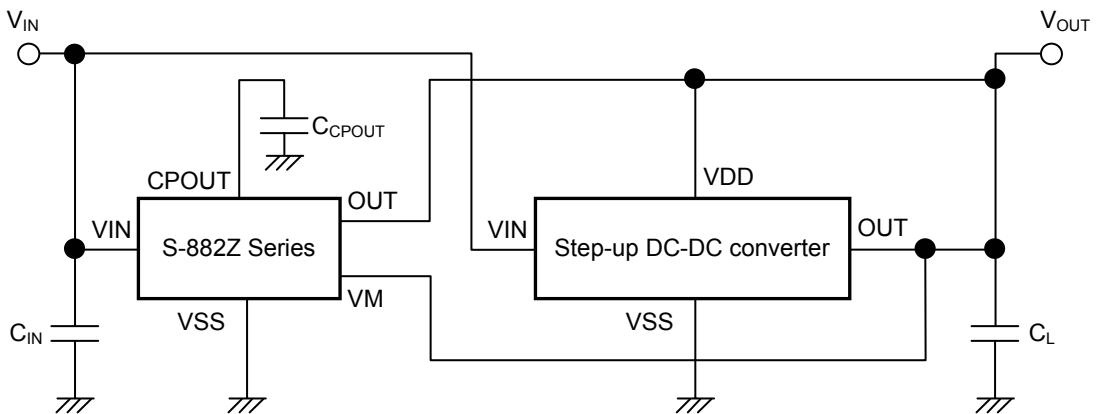 VIN
VOUT
CCPOUT
CPOUT
OUT
VDD
VIN
S-882Z Series
VIN
Step-up DC-DC converter
OUT
VM
VSS
VSS
CIN
CL